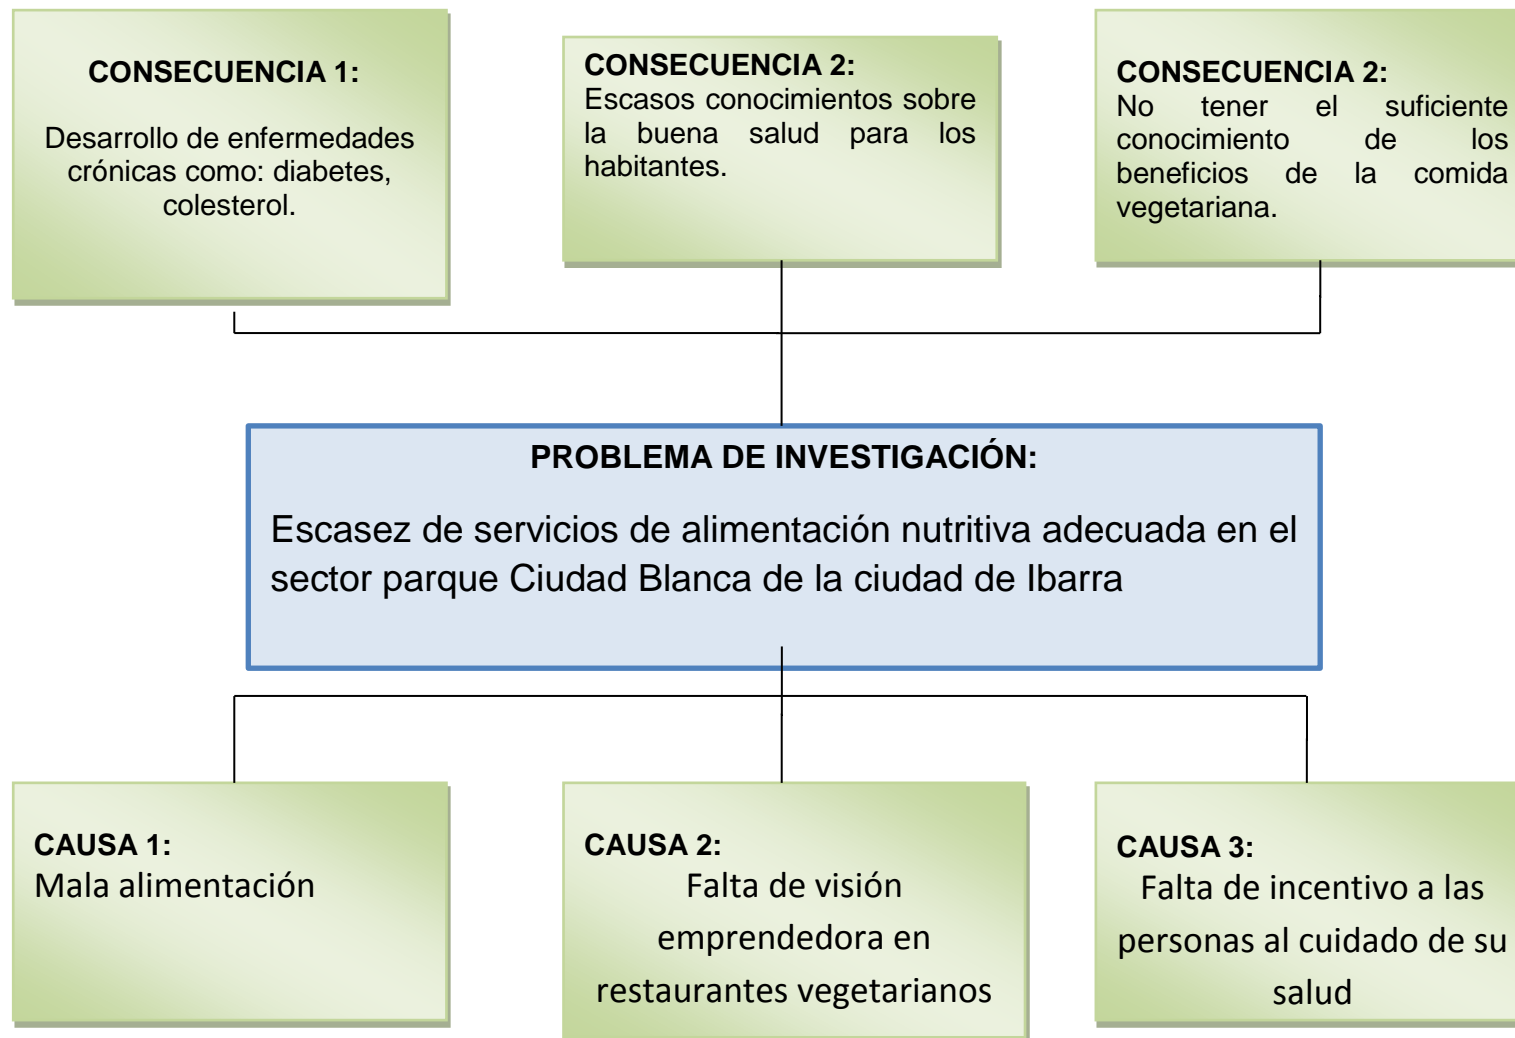 CONSECUENCIA 1:
Desarrollo de enfermedades
crónicas como: diabetes,
colesterol.
CONSECUENCIA 2:
Escasos conocimientos sobre
la buena salud para los
habitantes.
CONSECUENCIA 2:
No tener el suficiente
conocimiento de los
beneficios de la comida
vegetariana.
PROBLEMA DE INVESTIGACIÓN:
Escasez de servicios de alimentación nutritiva adecuada en el
sector parque Ciudad Blanca de la ciudad de Ibarra
CAUSA 1:
Mala alimentación
CAUSA 2:
Falta de visión
emprendedora en
restaurantes vegetarianos
CAUSA 3:
Falta de incentivo a las
personas al cuidado de su
salud